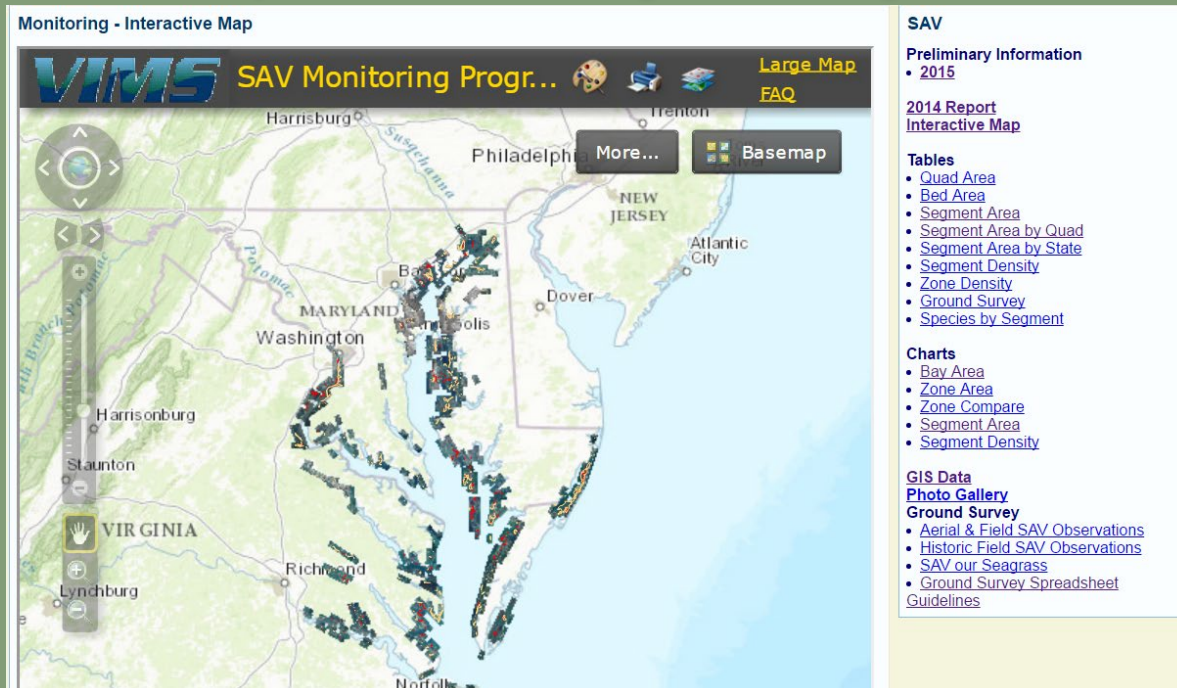 Monitoring - Interactive Map
VIMS
SAV Monitoring Progr...
Large Map
FAQ
More...
Basemap
Trenton
Harrisburg
Susquehanna
Philadelphi
NEW
JERSEY
Atlantic
City
Potomac
MARYLAND
Dover
Washington
Harrisonburg
Staunton
VIRGINIA
Richmond
Lynchburg
Norfolk
SAV
Preliminary Information
• 2015
2014 Report
Interactive Map
Tables
• Quad Area
• Bed Area
• Segment Area
• Segment Area by Quad
• Segment Area by State
• Segment Density
• Zone Density
• Ground Survey
• Species by Segment
Charts
• Bay Area
• Zone Area
• Zone Compare
• Segment Area
• Segment Density
GIS Data
Photo Gallery
Ground Survey
• Aerial & Field SAV Observations
• Historic Field SAV Observations
• SAV our Seagrass
• Ground Survey Spreadsheet
Guidelines